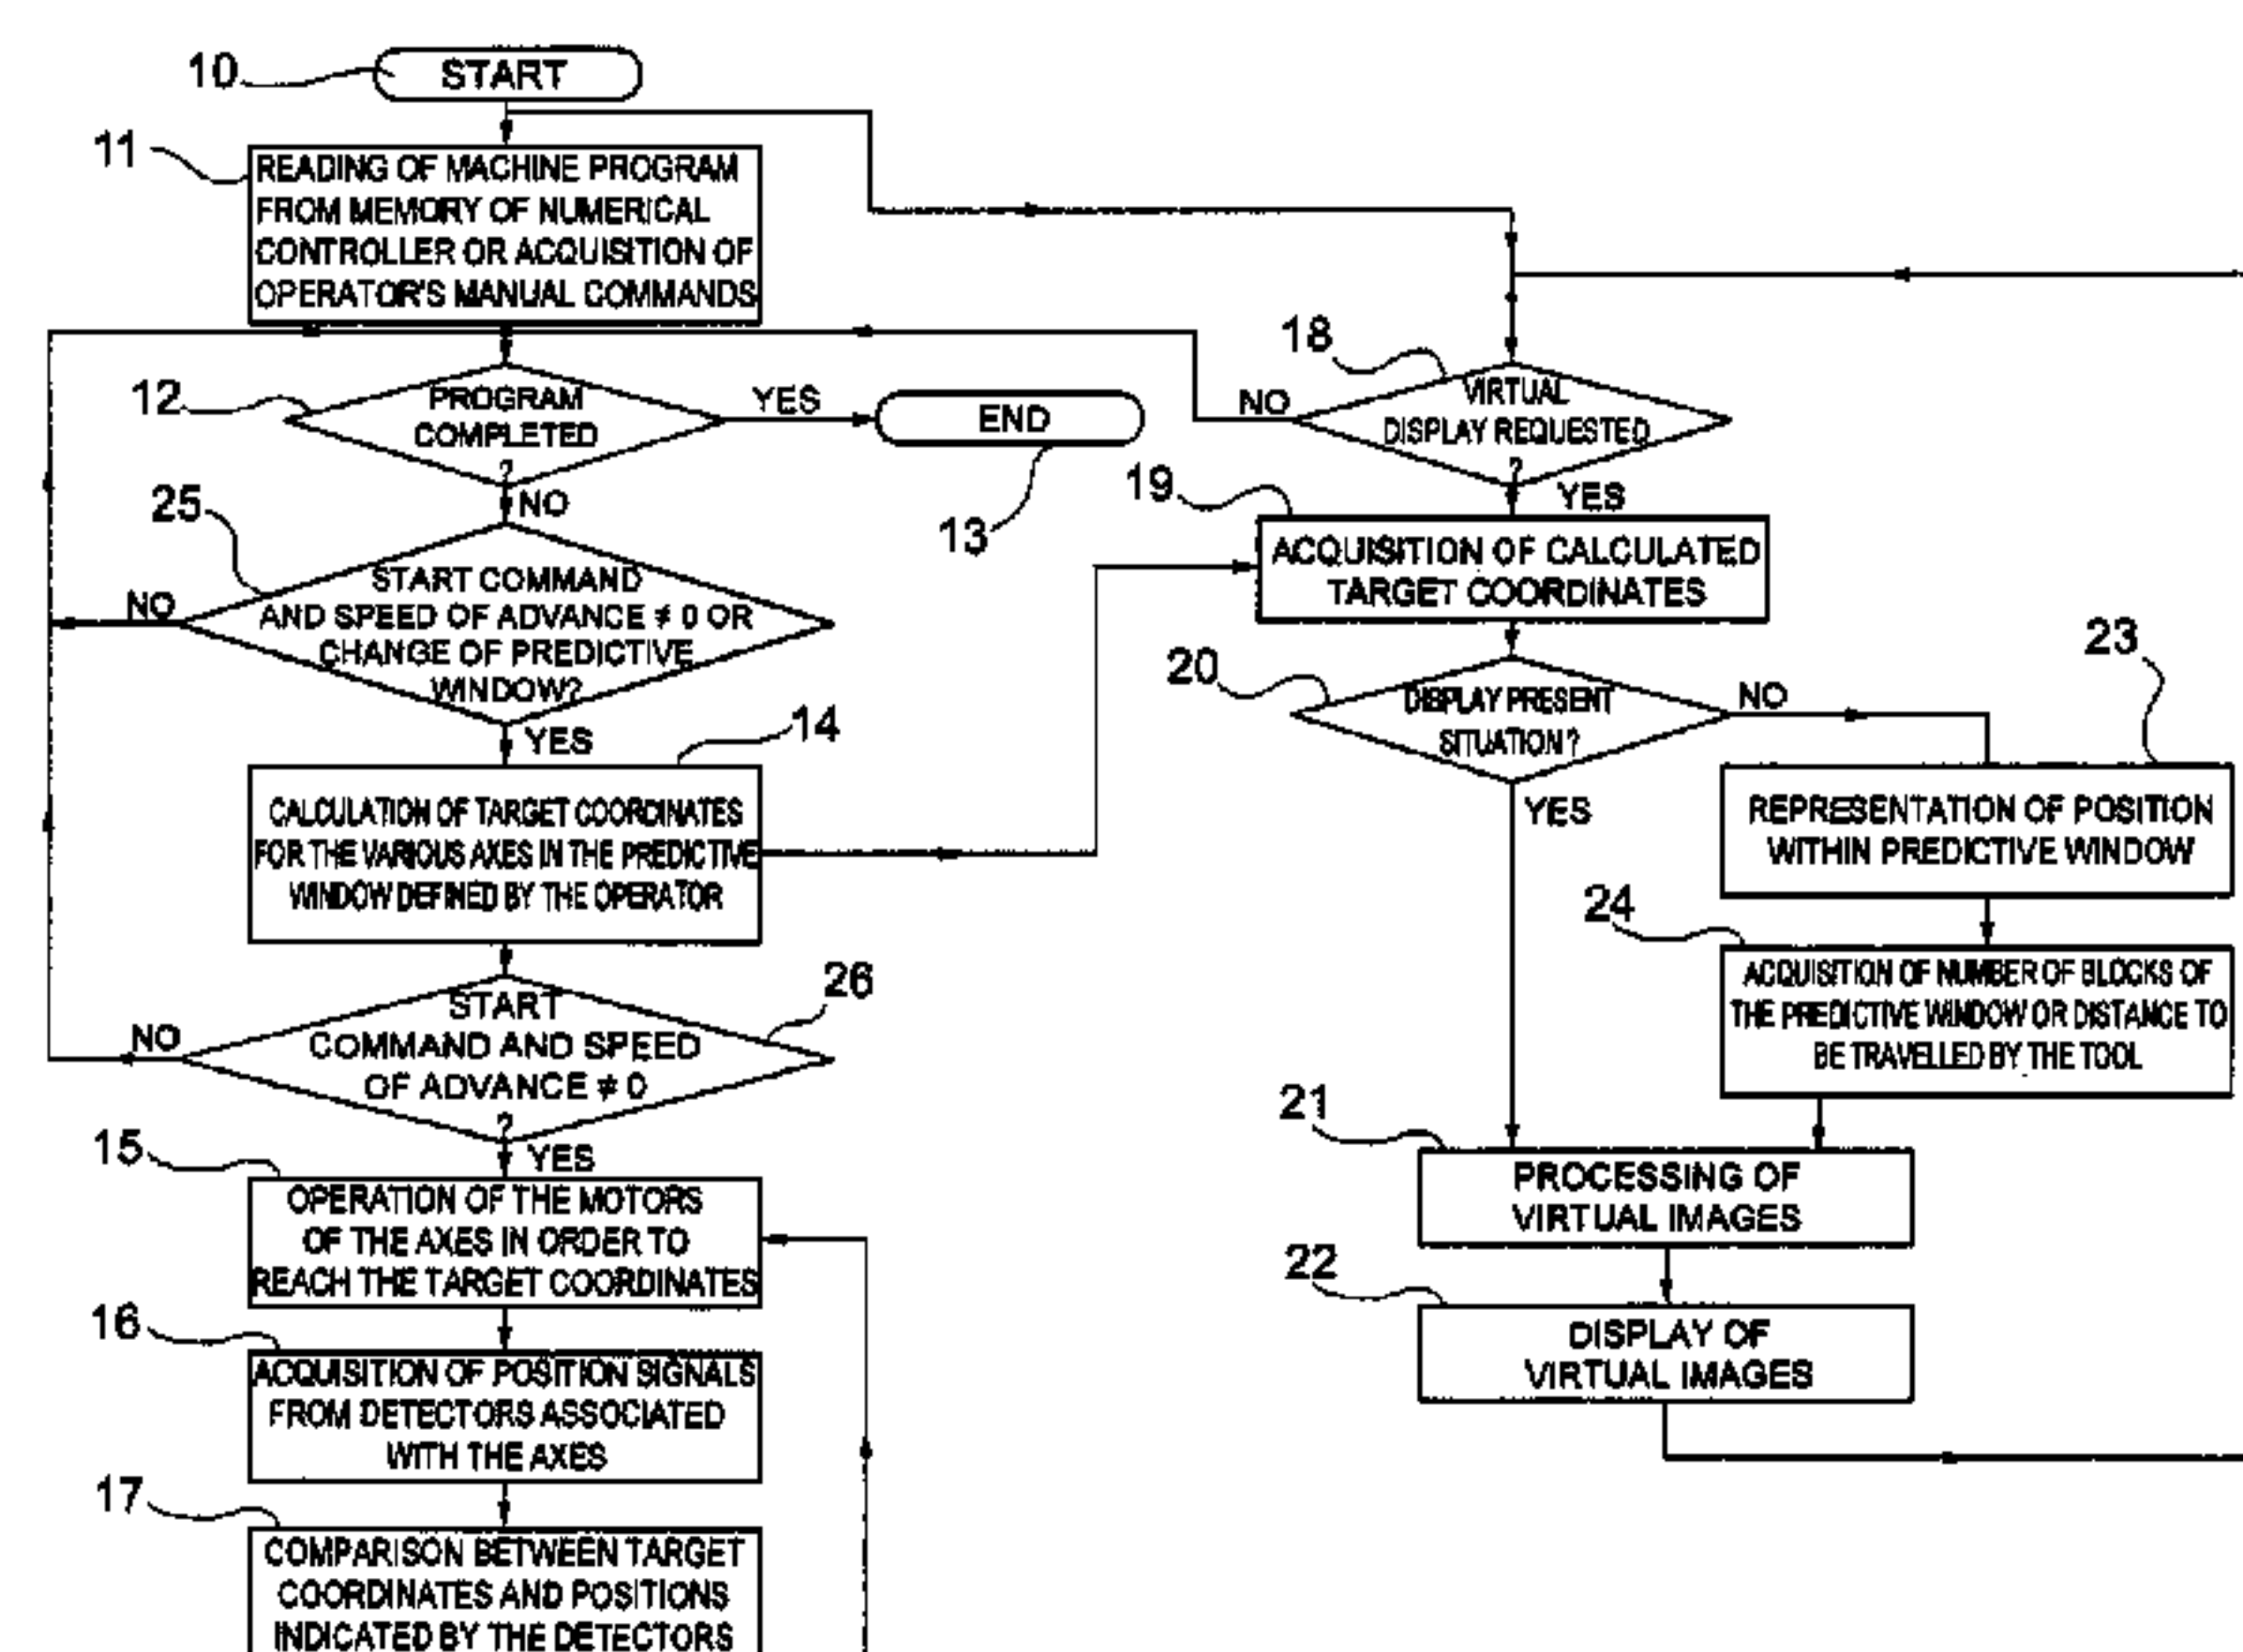 10
START
11
READING OF MACHINE PROGRAM
FROM MEMORY OF NUMERICAL
CONTROLLER OR ACQUISITION OF
OPERATOR'S MANUAL COMMANDS
12
PROGRAM
COMPLETED
?
YES
END
13
NO
25
START COMMAND
AND SPEED OF ADVANCE ≠ 0 OR
CHANGE OF PREDICTIVE
WINDOW?
NO
YES
14
CALCULATION OF TARGET COORDINATES
FOR THE VARIOUS AXES IN THE PREDICTIVE
WINDOW DEFINED BY THE OPERATOR
26
START
COMMAND AND SPEED
OF ADVANCE ≠ 0
?
NO
YES
15
OPERATION OF THE MOTORS
OF THE AXES IN ORDER TO
REACH THE TARGET COORDINATES
16
ACQUISITION OF POSITION SIGNALS
FROM DETECTORS ASSOCIATED
WITH THE AXES
17
COMPARISON BETWEEN TARGET
COORDINATES AND POSITIONS
INDICATED BY THE DETECTORS
18
VIRTUAL
DISPLAY REQUESTED
?
NO
YES
19
ACQUISITION OF CALCULATED
TARGET COORDINATES
20
DISPLAY PRESENT
SITUATION?
NO
YES
23
REPRESENTATION OF POSITION
WITHIN PREDICTIVE WINDOW
24
ACQUISITION OF NUMBER OF BLOCKS OF
THE PREDICTIVE WINDOW OR DISTANCE TO
BE TRAVELLED BY THE TOOL
21
PROCESSING OF
VIRTUAL IMAGES
22
DISPLAY OF
VIRTUAL IMAGES